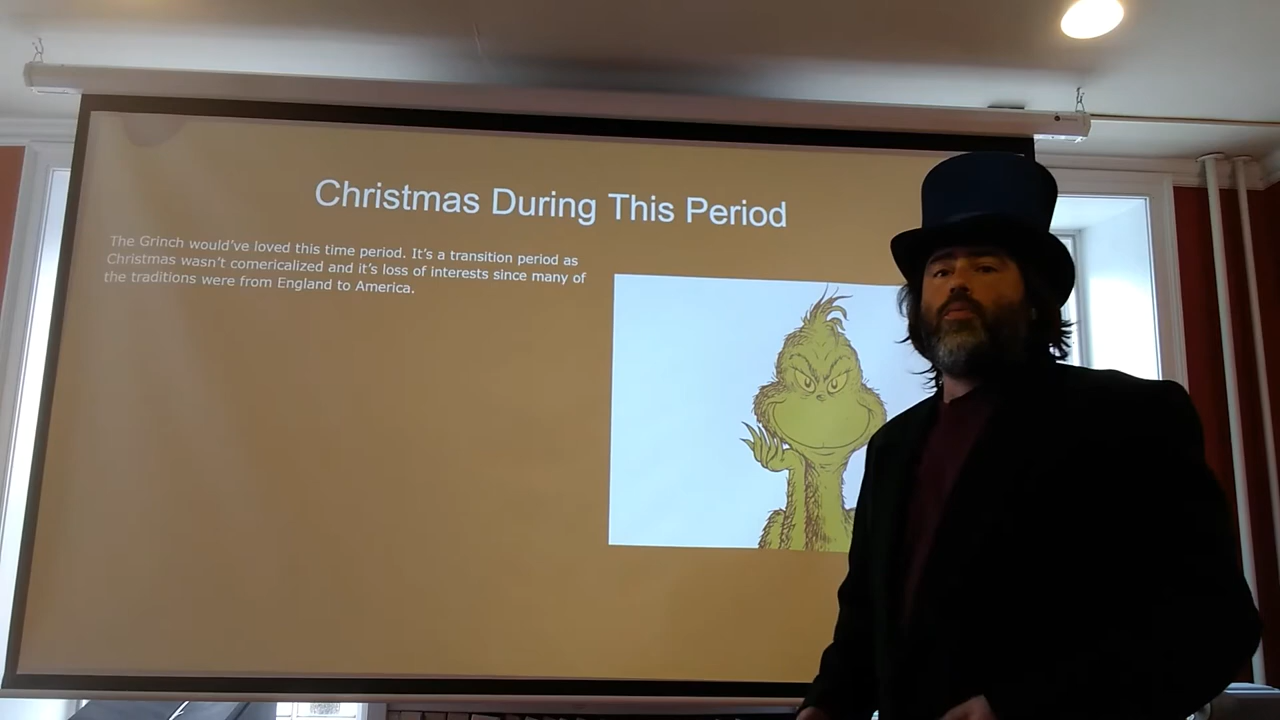 Christmas During This Period
The Grinch would've loved this time period. It's a transition period as
Christmas wasn't comericalized and it's loss of interests since many of
the traditions were from England to America.